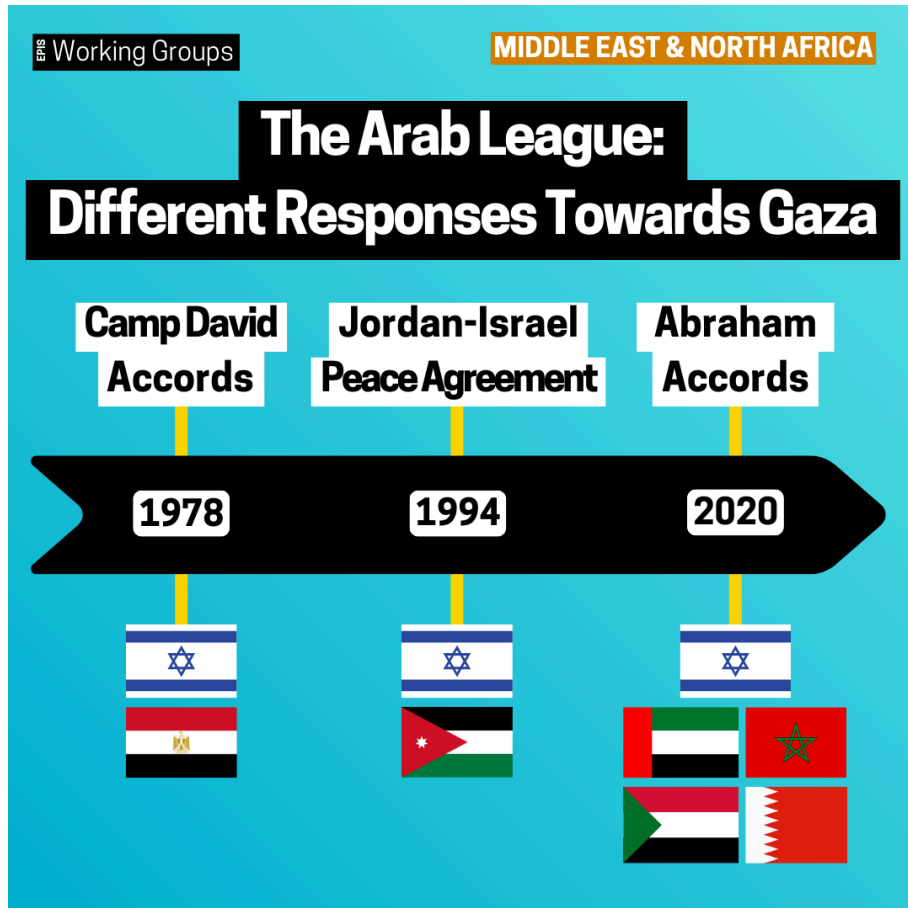 EPIS Working Groups
MIDDLE EAST & NORTH AFRICA
The Arab League:
Different Responses Towards Gaza
Camp David
Accords
Jordan-Israel
Peace Agreement
Abraham
Accords
1978
1994
2020